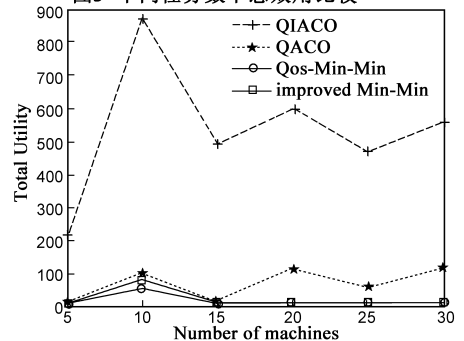 900
800
700
600
500
400
300
200
100
0
Total Utility
QIACO
QACO
Qos-Min-Min
improved Min-Min
5 10 15 20 25 30
Number of machines